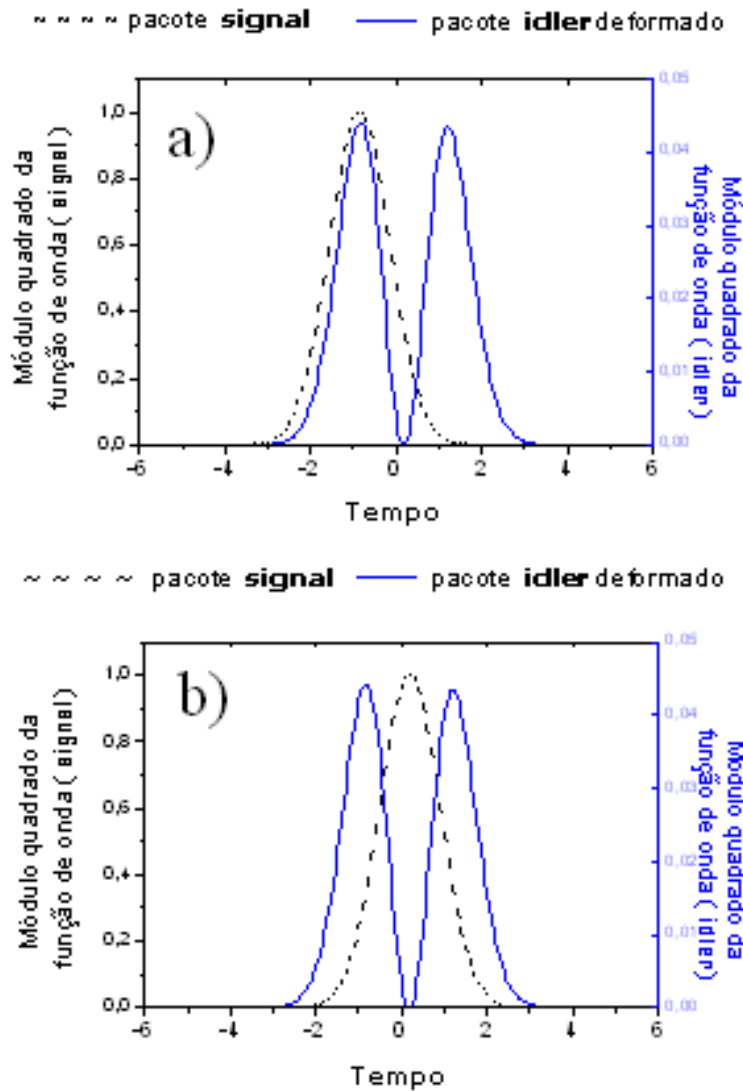 pacote signal pacote idler deformado
a)
Módulo quadrado da
função de onda ( signal)
1,0
0,8
0,6
0,4
0,2
0,0
0,05
0,04
0,03
0,02
0,01
0,00
Módulo quadrado da
função de onda ( idler)
-6 -4 -2 0 2 4 6
Tempo
pacote signal pacote idler deformado
b)
Módulo quadrado da
função de onda ( signal)
1,0
0,8
0,6
0,4
0,2
0,0
0,05
0,04
0,03
0,02
0,01
0,00
Modulo quadrado da
função de onda ( idler)
-6 -4 -2 0 2 4 6
Tempo